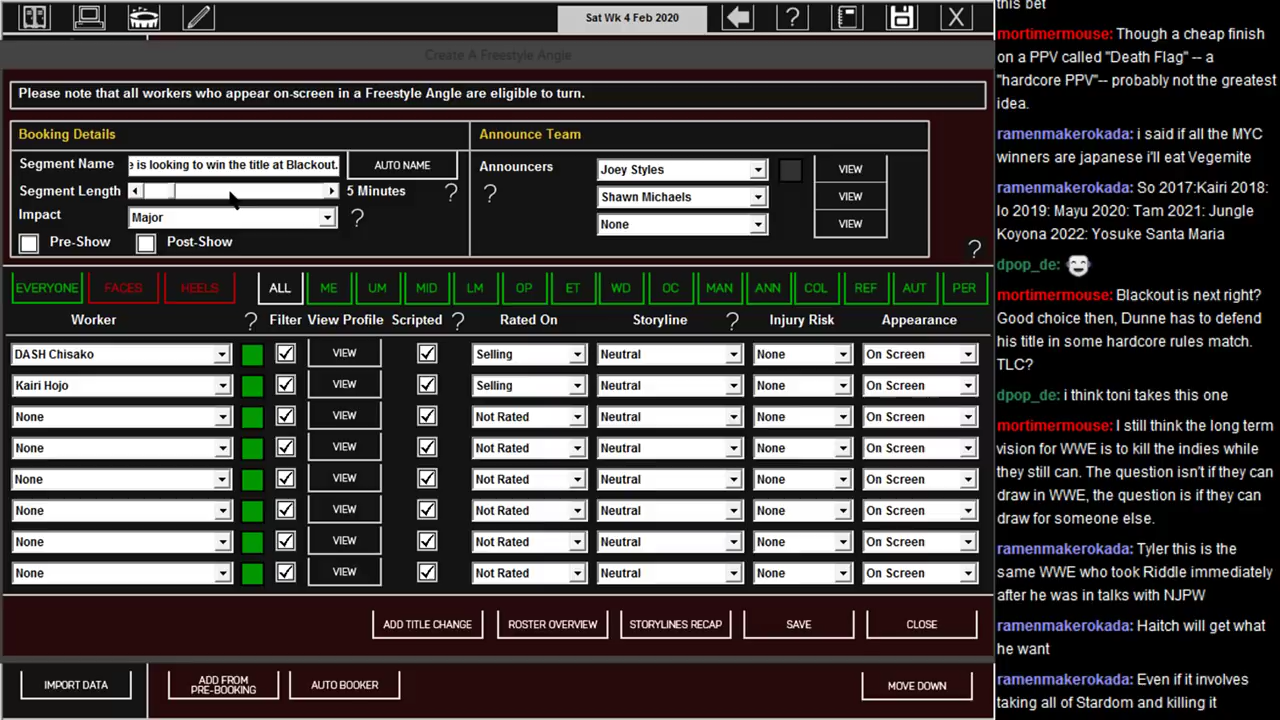 Sat Wk 4 Feb 2020
?
X
Create A Freestyle Angle
Please note that all workers who appear on-screen in a Freestyle Angle are eligible to turn.
Booking Details
Segment Name
e is looking to win the title at Blackout.
AUTO NAME
Segment Length
5 Minutes
?
Impact
Major
?
Pre-Show
Post-Show
Announce Team
Announcers
?
Joey Styles
VIEW
Shawn Michaels
VIEW
None
VIEW
?
EVERYONE FACES HEELS ALL ME UM MID LM OP ET WD OC MAN ANN COL REF AUT PER
Worker ? Filter View Profile Scripted ? Rated On Storyline ? Injury Risk Appearance
DASH Chisako VIEW Selling Neutral None On Screen
Kairi Hojo VIEW Selling Neutral None On Screen
None VIEW Not Rated Neutral None On Screen
None VIEW Not Rated Neutral None On Screen
None VIEW Not Rated Neutral None On Screen
None VIEW Not Rated Neutral None On Screen
None VIEW Not Rated Neutral None On Screen
None VIEW Not Rated Neutral None On Screen
ADD TITLE CHANGE ROSTER OVERVIEW STORYLINES RECAP SAVE CLOSE
IMPORT DATA
ADD FROM
PRE-BOOKING
AUTO BOOKER
MOVE DOWN
this bet
mortimermouse: Though a cheap finish
on a PPV called "Death Flag" -- a
"hardcore PPV"-- probably not the greatest
idea.
ramenmakerokada: i said if all the MYC
winners are japanese i'll eat Vegemite
ramenmakerokada: So 2017:Kairi 2018:
Io 2019: Mayu 2020: Tam 2021: Jungle
Koyona 2022: Yosuke Santa Maria
dpop_de:
mortimermouse: Blackout is next right?
Good choice then, Dunne has to defend
his title in some hardcore rules match.
TLC?
dpop_de: i think toni takes this one
mortimermouse: I still think the long term
vision for WWE is to kill the indies while
they still can. The question isn't if they can
draw in WWE, the question is if they can
draw for someone else.
ramenmakerokada: Tyler this is the
same WWE who took Riddle immediately
after he was in talks with NJPW
ramenmakerokada: Haitch will get what
he want
ramenmakerokada: Even if it involves
taking all of Stardom and killing it